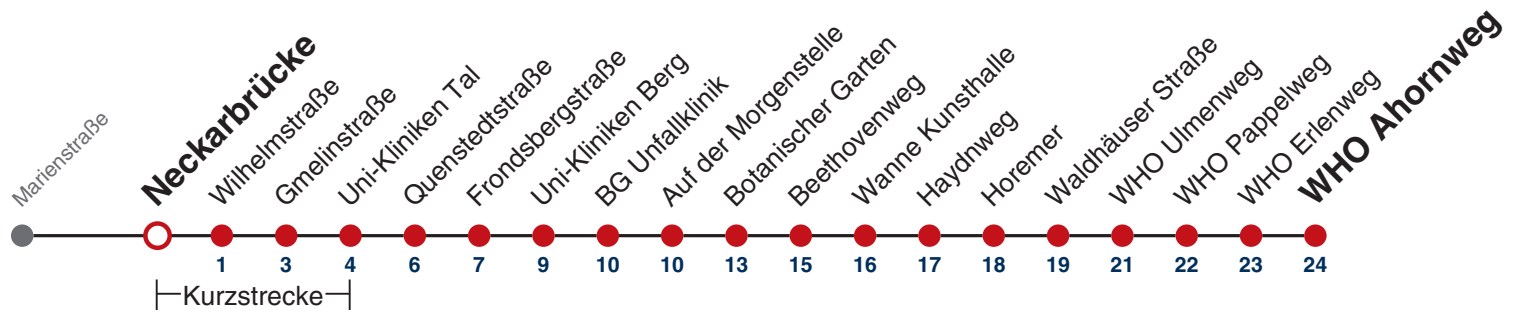 Marienstraße
Neckarbrücke
Wilhelmstraße
Gmelinstraße
Uni-Kliniken Tal
Quenstedtstraße
Frondsbergstraße
Uni-Kliniken Berg
BG Unfallklinik
Auf der Morgenstelle
Botanischer Garten
Beethovenweg
Wanne Kunsthalle
Haydnweg
Horemer
Waldhäuser Straße
WHO Ulmenweg
WHO Pappelweg
WHO Erlenweg
WHO Ahornweg
1 3 4 6 7 9 10 10 13 15 16 17 18 19 21 22 23 24
Kurzstrecke